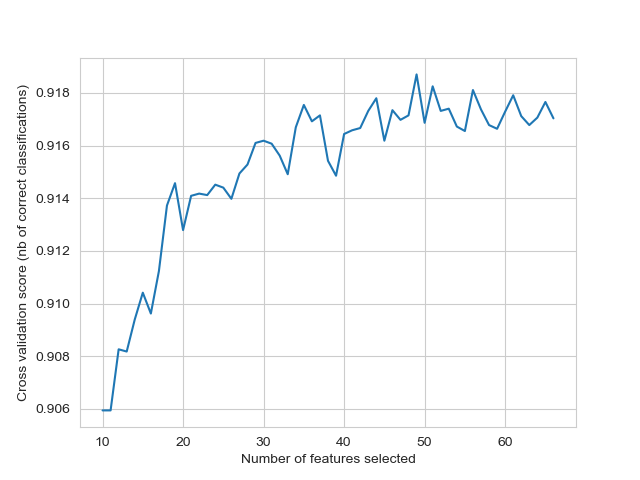 0.918
0.916
0.914
0.912
0.910
0.908
0.906
Cross validation score (nb of correct classifications)
10 20 30 40 50 60
Number of features selected